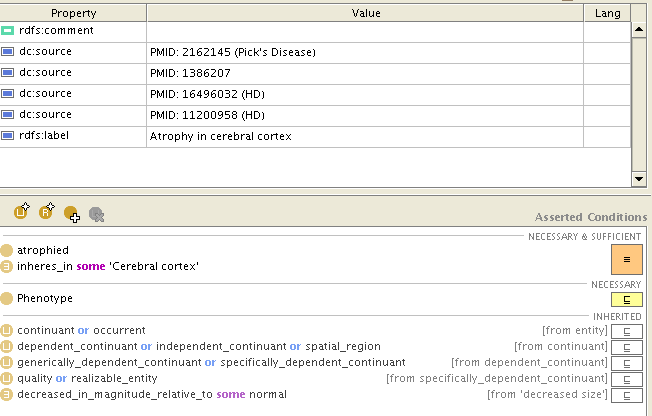 Property Value Lang
rdfs:comment
dc:source PMID: 2162145 (Pick's Disease)
dc:source PMID: 1386207
dc:source PMID: 16496032 (HD)
dc:source PMID: 11200958 (HD)
rdfs:label Atrophy in cerebral cortex
Asserted Conditions
NECESSARY & SUFFICIENT
atrophied
inheres_in some 'Cerebral cortex'
NECESSARY
Phenotype
INHERITED
continuant or occurrent [from entity]
dependent_continuant or independent_continuant or spatial_region [from continuant]
generically_dependent_continuant or specifically_dependent_continuant [from dependent_continuant]
quality or realizable_entity [from specifically_dependent_continuant]
decreased_in_magnitude_relative_to some normal [from 'decreased size']